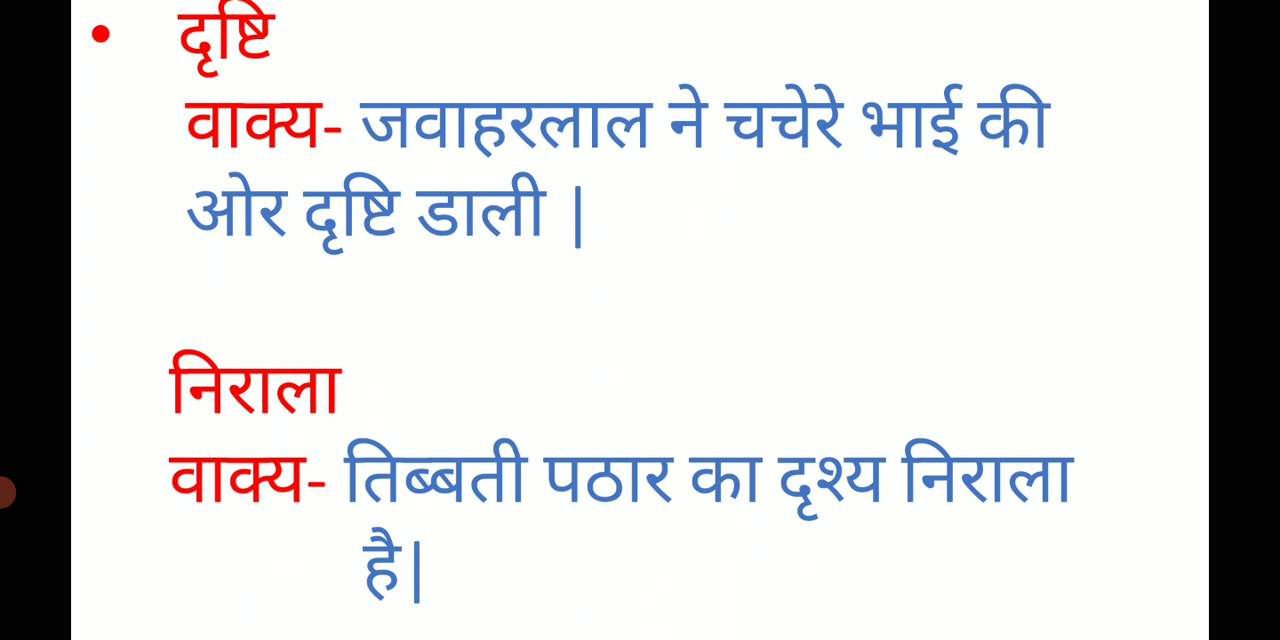 • दृष्टि
वाक्य- जवाहरलाल ने चचेरे भाई की
ओर दृष्टि डाली |
निराला
वाक्य- तिब्बती पठार का दृश्य निराला
है|